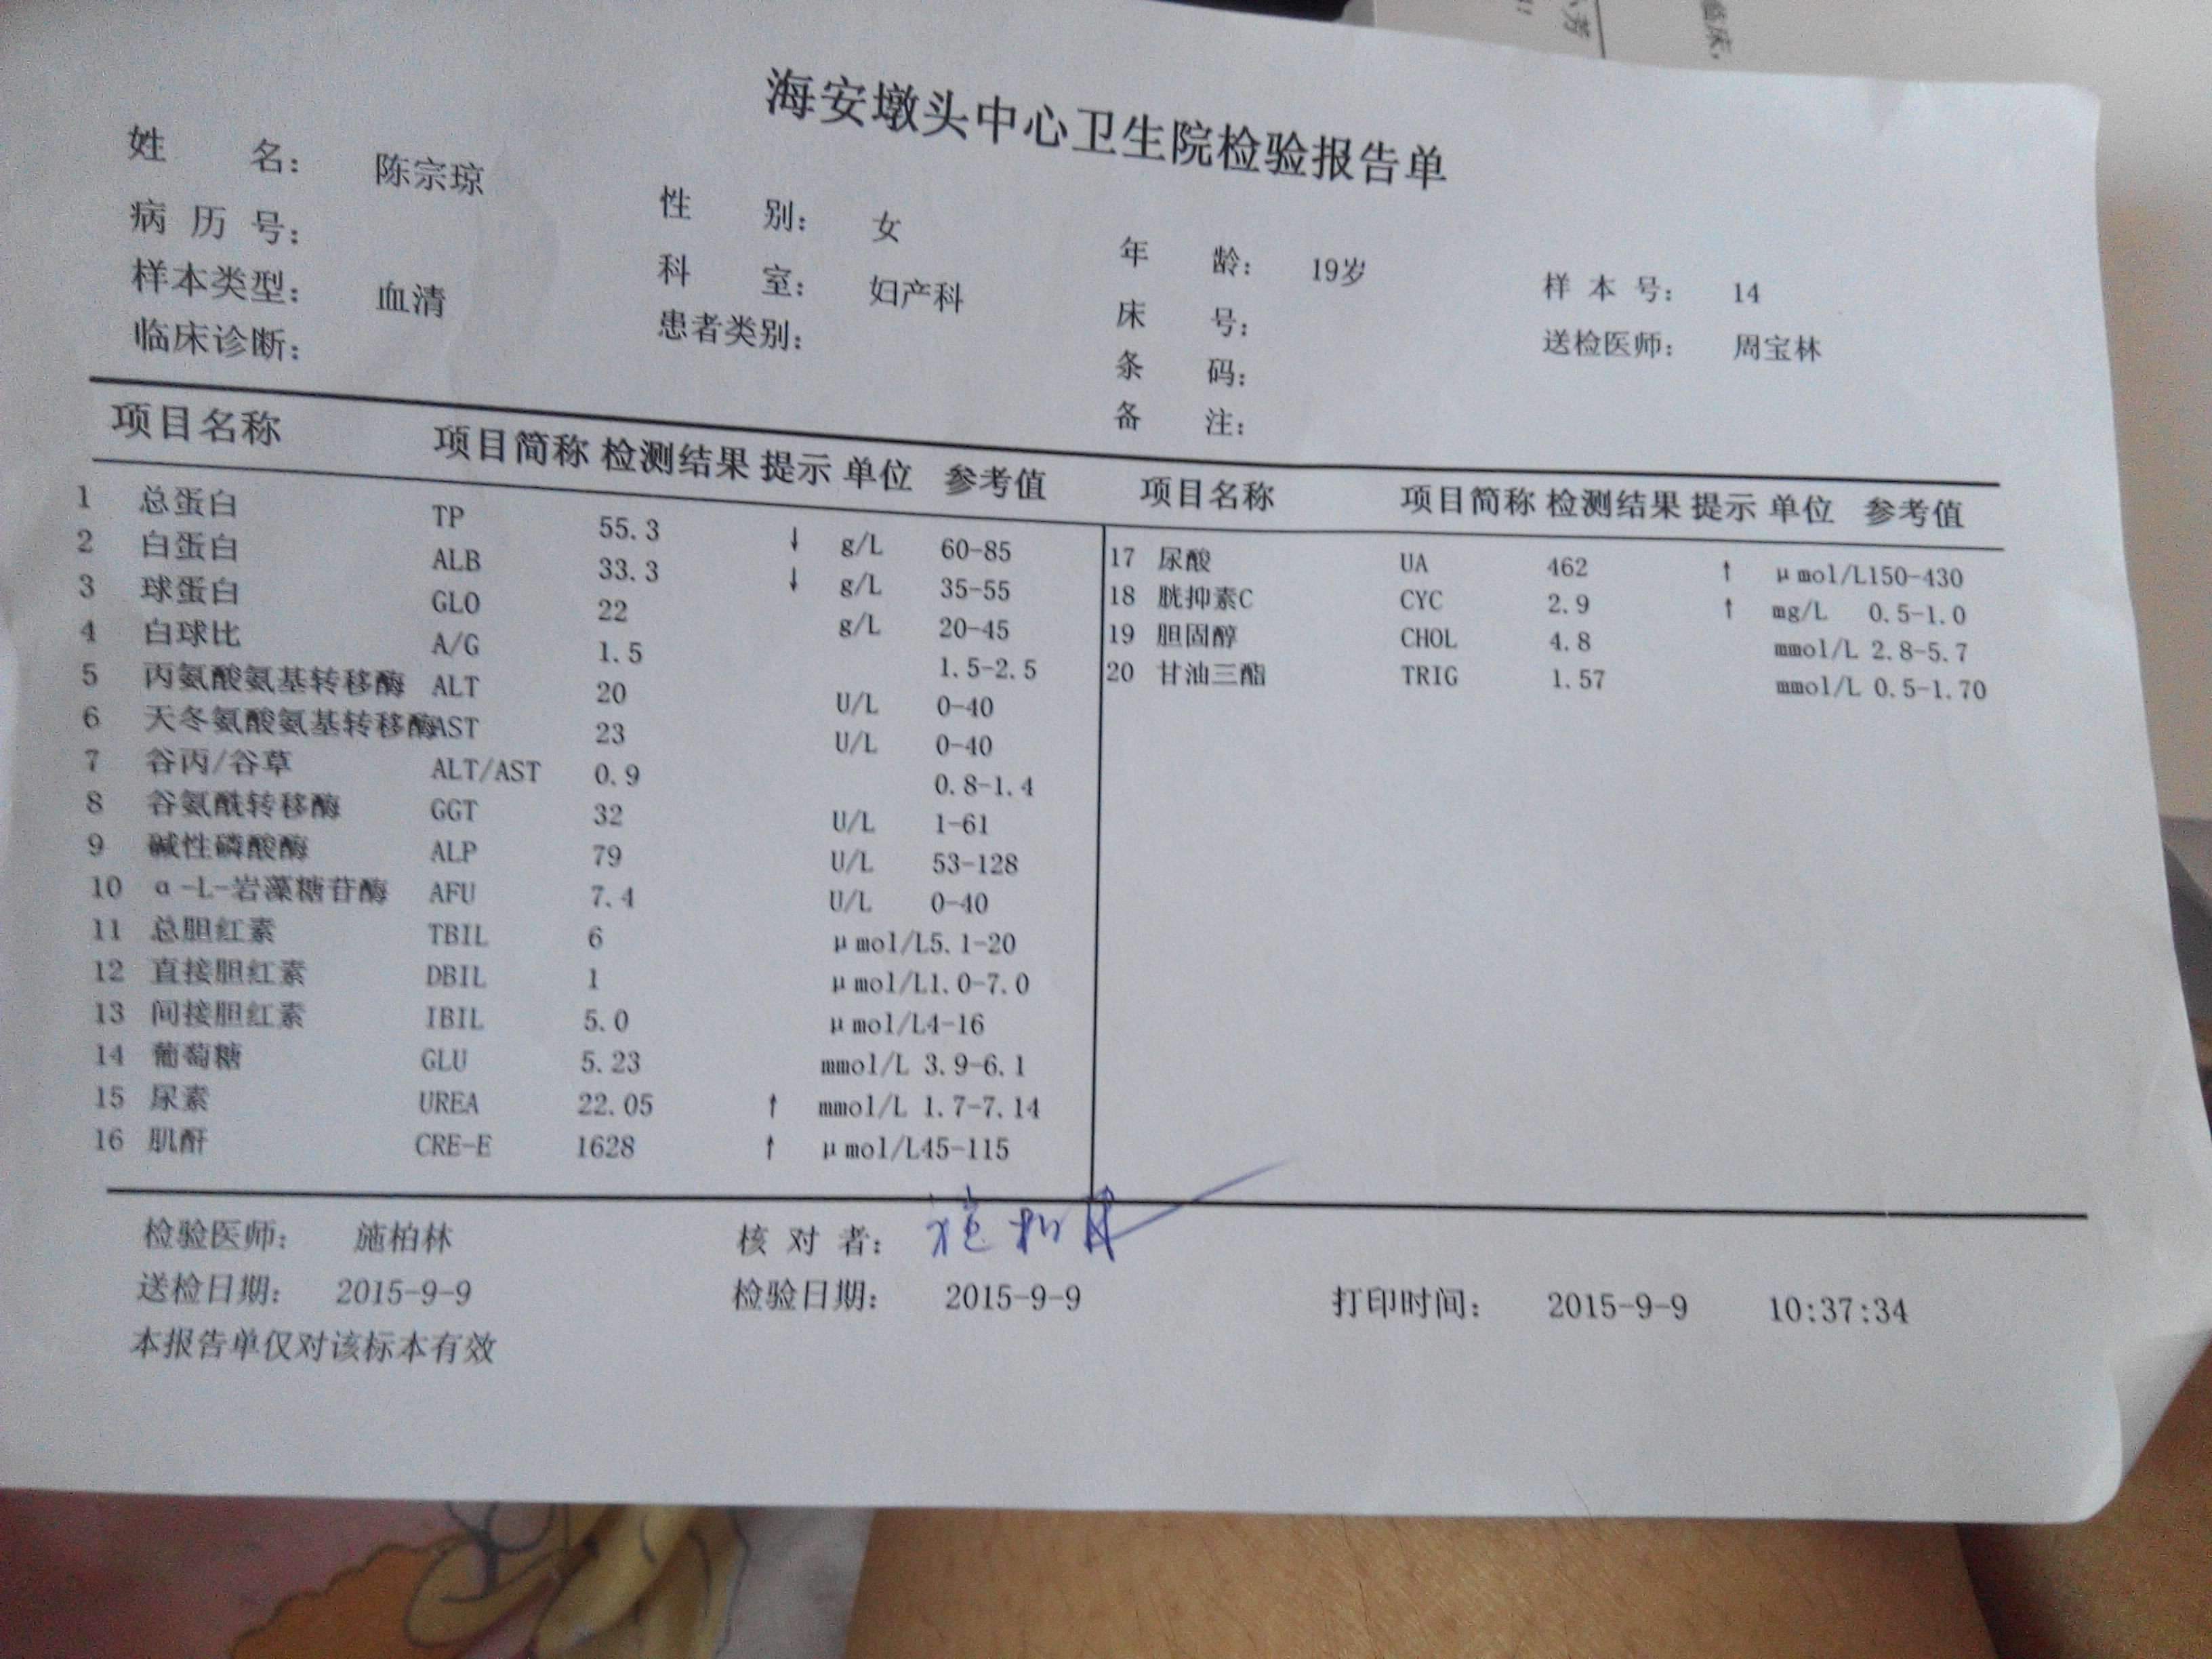 海安墩头中心卫生院检验报告单
姓 名: 陈宗琼 性 别: 女 年 龄: 19岁 样 本 号: 14
病 历 号: 科 室: 妇产科 床 号: 送检医师: 周宝林
样本类型: 血清 患者类别: 条 码:
临床诊断: 备 注:
项目名称 项目简称 检测结果 提示 单位 参考值
1 总蛋白 TP 55.3 ↓ g/L 60-85
2 白蛋白 ALB 33.3 ↓ g/L 35-55
3 球蛋白 GLO 22 g/L 20-45
4 白球比 A/G 1.5 1.5-2.5
5 丙氨酸氨基转移酶 ALT 20 U/L 0-40
6 天冬氨酸氨基转移酶 AST 23 U/L 0-40
7 谷丙/谷草 ALT/AST 0.9 0.8-1.4
8 谷氨酰转移酶 GGT 32 U/L 1-61
9 碱性磷酸酶 ALP 79 U/L 53-128
10 α-L-岩藻糖苷酶 AFU 7.4 U/L 0-40
11 总胆红素 TBIL 6 μmol/L 5.1-20
12 直接胆红素 DBIL 1 μmol/L 1.0-7.0
13 间接胆红素 IBIL 5.0 μmol/L 4-16
14 葡萄糖 GLU 5.23 mmol/L 3.9-6.1
15 尿素 UREA 22.05 ↑ mmol/L 1.7-7.14
16 肌酐 CRE-E 1628 ↑ μmol/L 45-115
项目名称 项目简称 检测结果 提示 单位 参考值
17 尿酸 UA 462 ↑ μmol/L 150-430
18 胱抑素C CYC 2.9 ↑ mg/L 0.5-1.0
19 胆固醇 CHOL 4.8 mmol/L 2.8-5.7
20 甘油三酯 TRIG 1.57 mmol/L 0.5-1.70
检验医师: 施柏林 核 对 者: 施柏林
送检日期: 2015-9-9 检验日期: 2015-9-9 打印时间: 2015-9-9 10:37:34
本报告单仅对该标本有效
临床